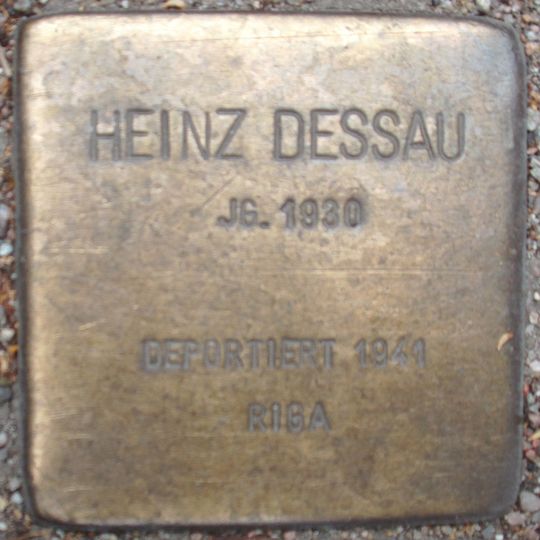 HEINZ DESSAU
JG. 1930
DEPORTIERT 1941
RIGA